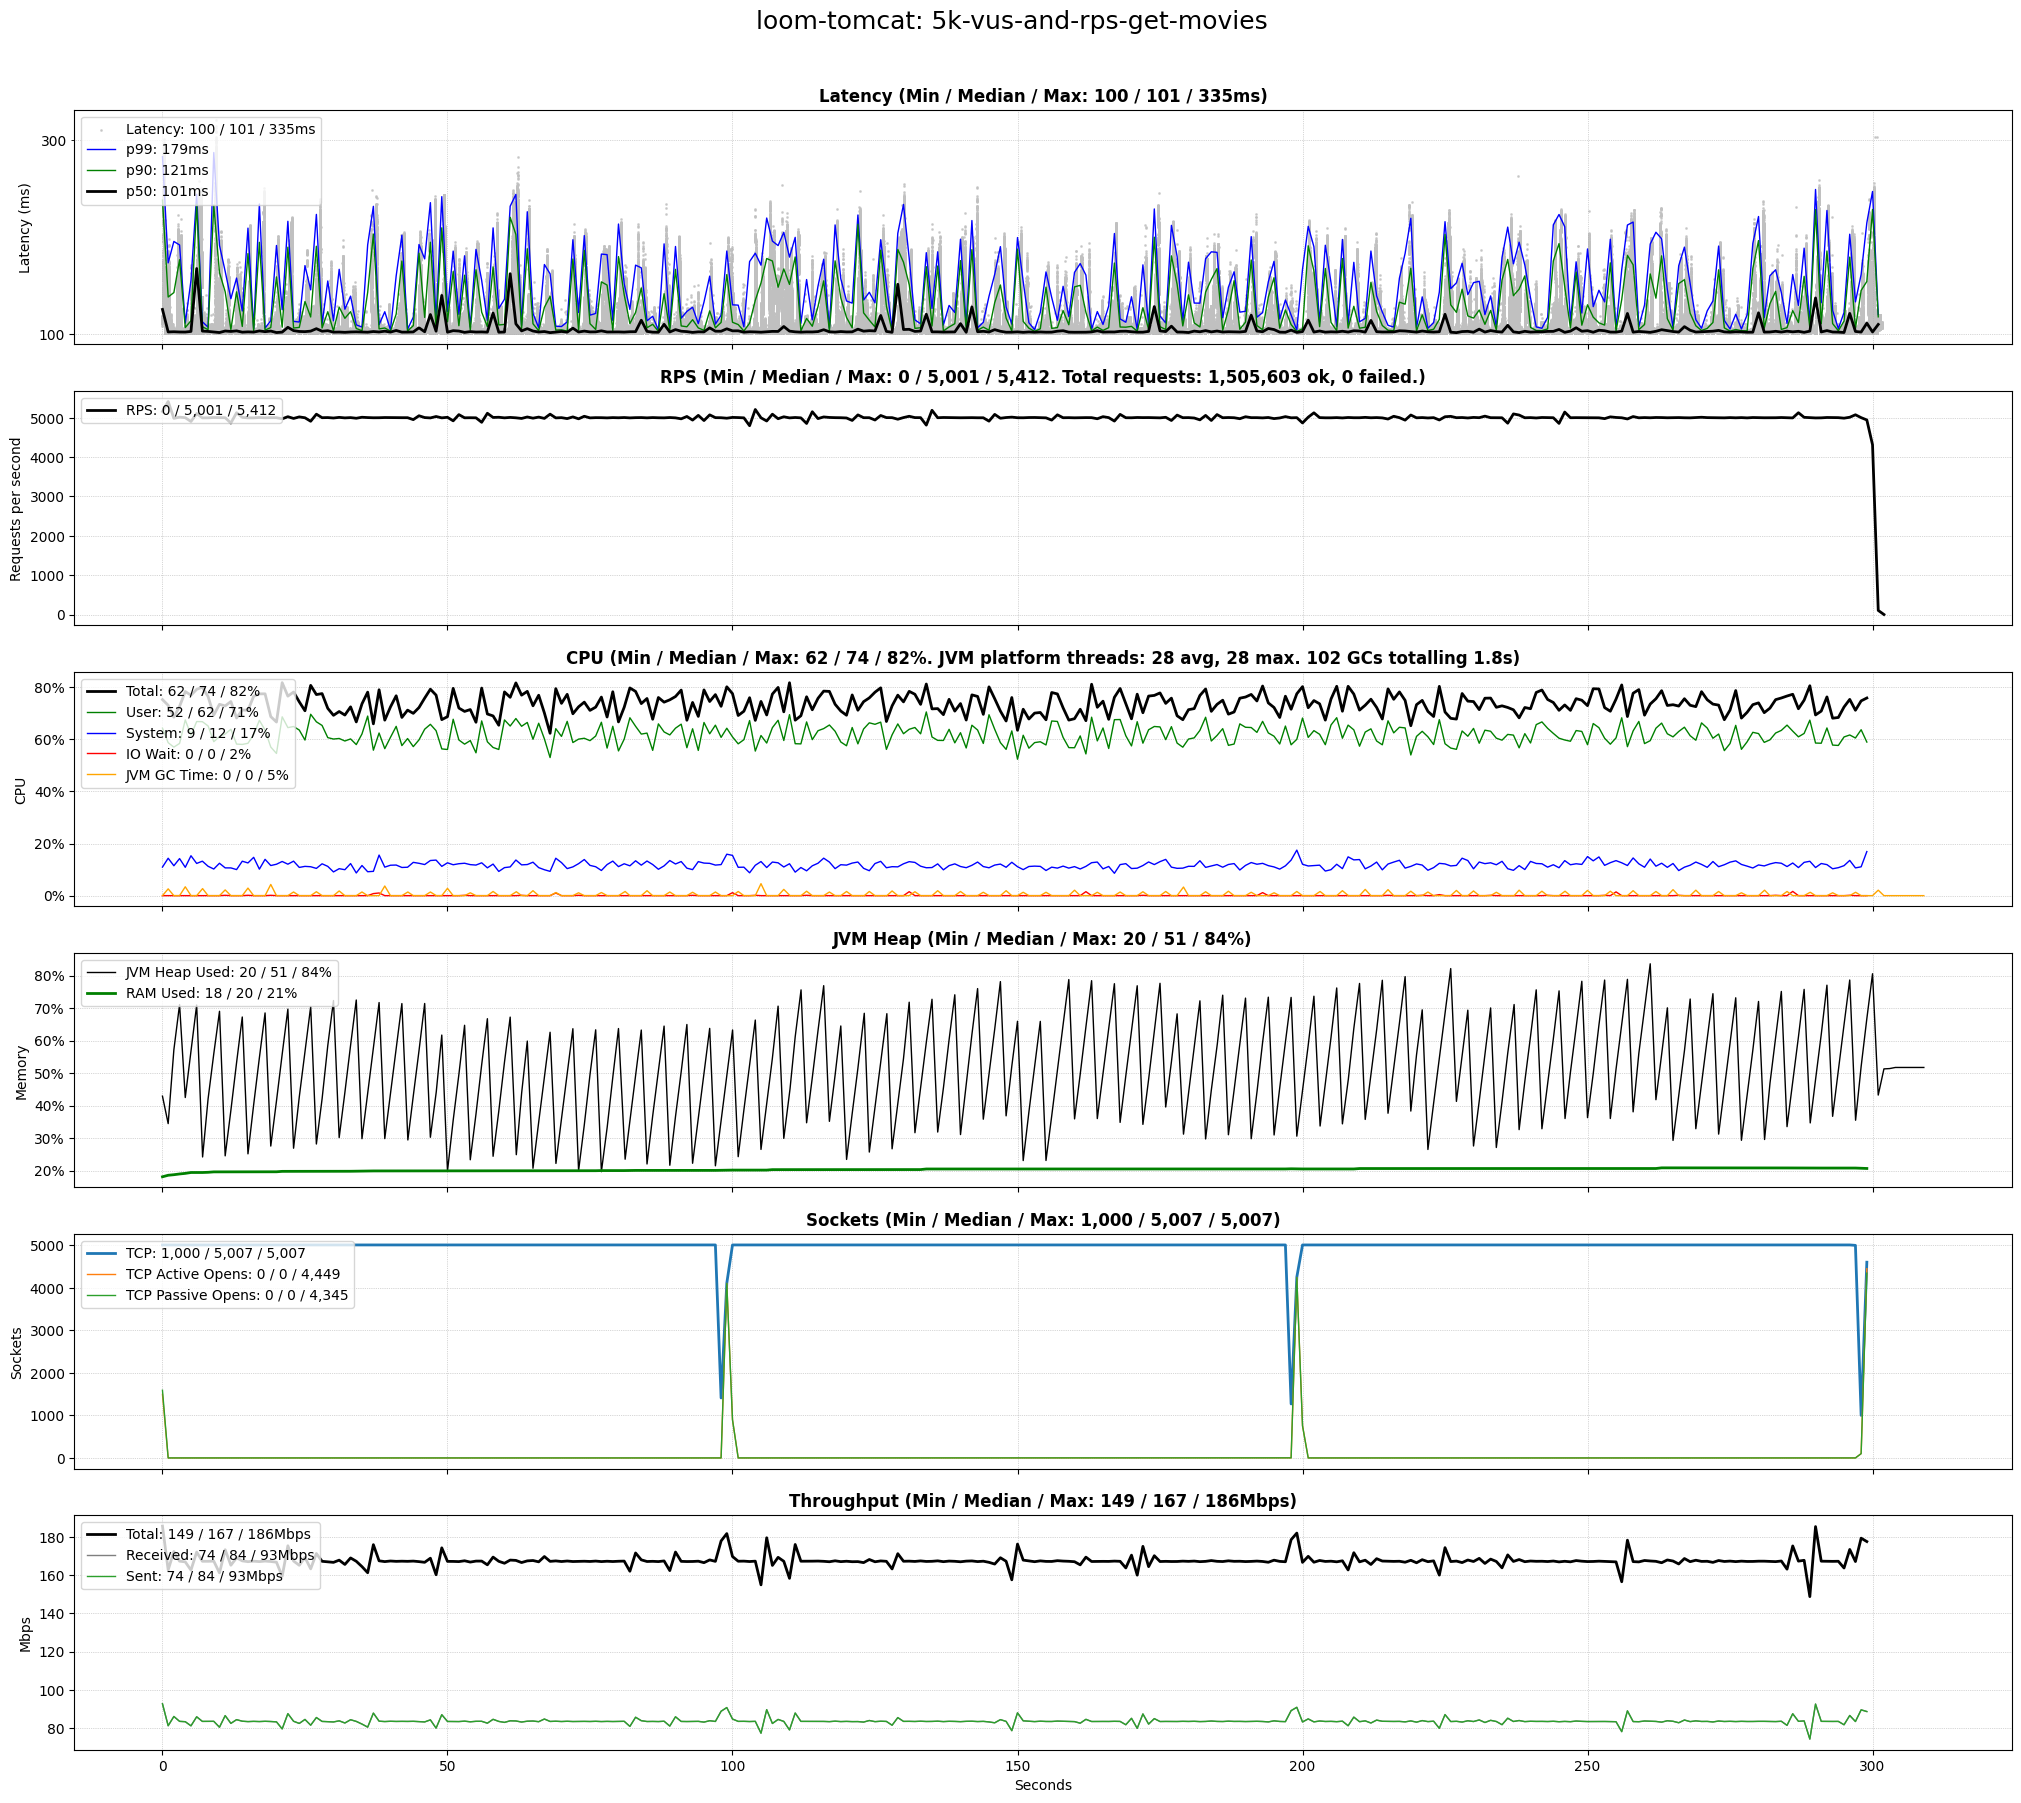 loom-tomcat: 5k-vus-and-rps-get-movies
Latency (Min / Median / Max: 100 / 101 / 335ms)
Latency: 100 / 101 / 335ms
p99: 179ms
p90: 121ms
p50: 101ms
300
100
Latency (ms)
RPS (Min / Median / Max: 0 / 5,001 / 5,412. Total requests: 1,505,603 ok, 0 failed.)
RPS: 0 / 5,001 / 5,412
5000
4000
3000
2000
1000
0
Requests per second
CPU (Min / Median / Max: 62 / 74 / 82%. JVM platform threads: 28 avg, 28 max. 102 GCs totalling 1.8s)
Total: 62 / 74 / 82%
User: 52 / 62 / 71%
System: 9 / 12 / 17%
IO Wait: 0 / 0 / 2%
JVM GC Time: 0 / 0 / 5%
80%
60%
40%
20%
0%
CPU
JVM Heap (Min / Median / Max: 20 / 51 / 84%)
JVM Heap Used: 20 / 51 / 84%
RAM Used: 18 / 20 / 21%
80%
70%
60%
50%
40%
30%
20%
Memory
Sockets (Min / Median / Max: 1,000 / 5,007 / 5,007)
TCP: 1,000 / 5,007 / 5,007
TCP Active Opens: 0 / 0 / 4,449
TCP Passive Opens: 0 / 0 / 4,345
5000
4000
3000
2000
1000
0
Sockets
Throughput (Min / Median / Max: 149 / 167 / 186Mbps)
Total: 149 / 167 / 186Mbps
Received: 74 / 84 / 93Mbps
Sent: 74 / 84 / 93Mbps
180
160
140
120
100
80
Mbps
0
50
100
150
200
250
300
Seconds